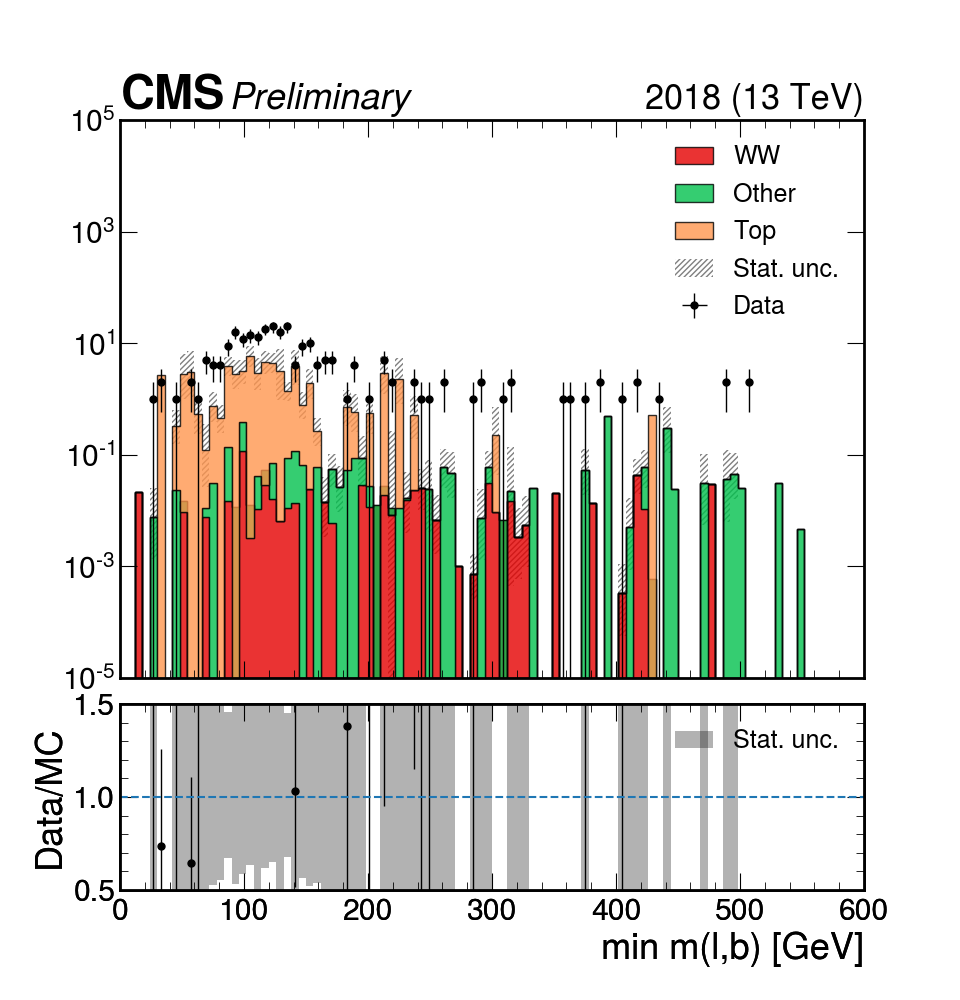 CMS Preliminary 2018 (13 TeV)
10^5
10^3
10^1
10^-1
10^-3
10^-5
WW
Other
Top
Stat. unc.
Data
1.5
1.0
0.5
Data/MC
Stat. unc.
0 100 200 300 400 500 600
min m(l,b) [GeV]